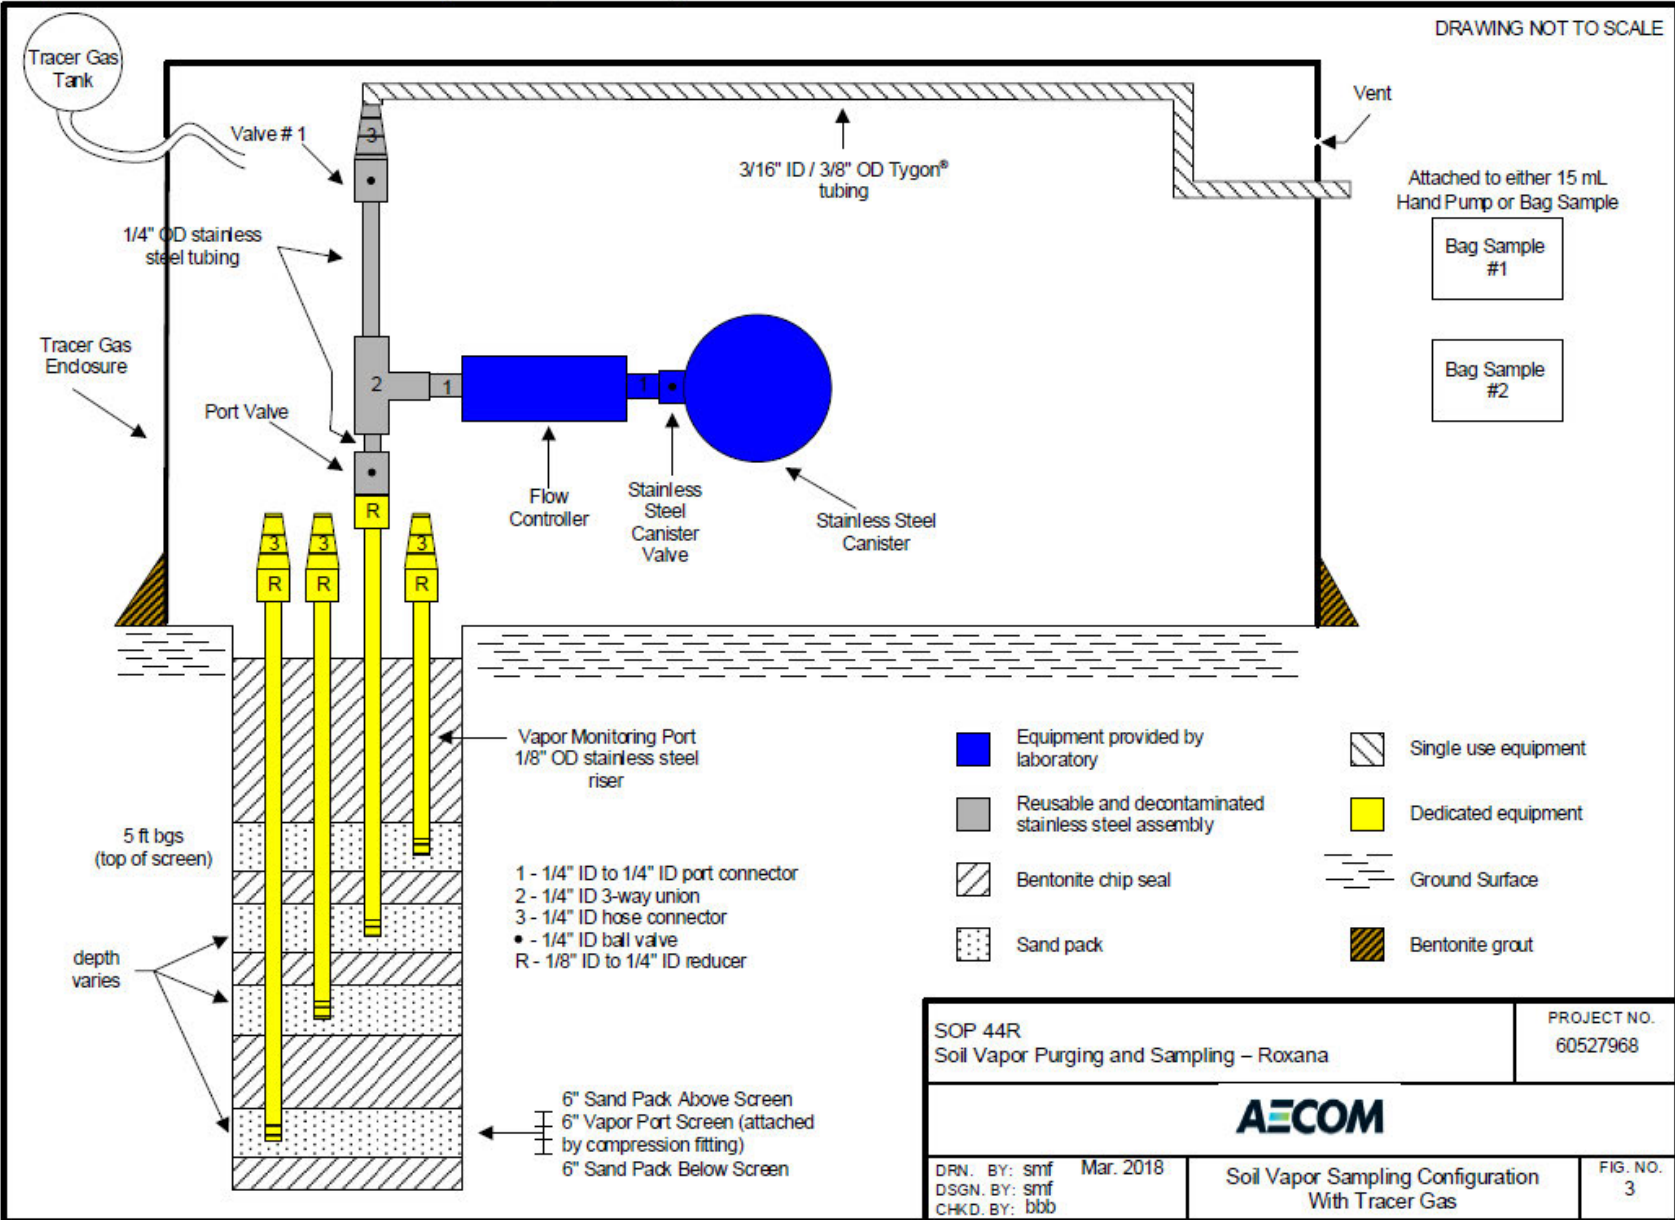 DRAWING NOT TO SCALE
Tracer Gas
Tank
Valve # 1
3
Vent
3/16" ID / 3/8" OD Tygon®
tubing
Attached to either 15 mL
Hand Pump or Bag Sample
Bag Sample
#1
Bag Sample
#2
1/4" OD stainless
steel tubing
Tracer Gas
Enclosure
2
1
1
Port Valve
Flow
Controller
Stainless
Steel
Canister
Valve
Stainless Steel
Canister
R
3
3
3
R
R
R
Vapor Monitoring Port
1/8" OD stainless steel
riser
5 ft bgs
(top of screen)
depth
varies
1 - 1/4" ID to 1/4" ID port connector
2 - 1/4" ID 3-way union
3 - 1/4" ID hose connector
• - 1/4" ID ball valve
R - 1/8" ID to 1/4" ID reducer
6" Sand Pack Above Screen
6" Vapor Port Screen (attached
by compression fitting)
6" Sand Pack Below Screen
Equipment provided by
laboratory
Reusable and decontaminated
stainless steel assembly
Bentonite chip seal
Sand pack
Single use equipment
Dedicated equipment
Ground Surface
Bentonite grout
SOP 44R
Soil Vapor Purging and Sampling – Roxana
PROJECT NO.
60527968
AECOM
DRN. BY: smf Mar. 2018
DSGN. BY: smf
CHKD. BY: bbb
Soil Vapor Sampling Configuration
With Tracer Gas
FIG. NO.
3